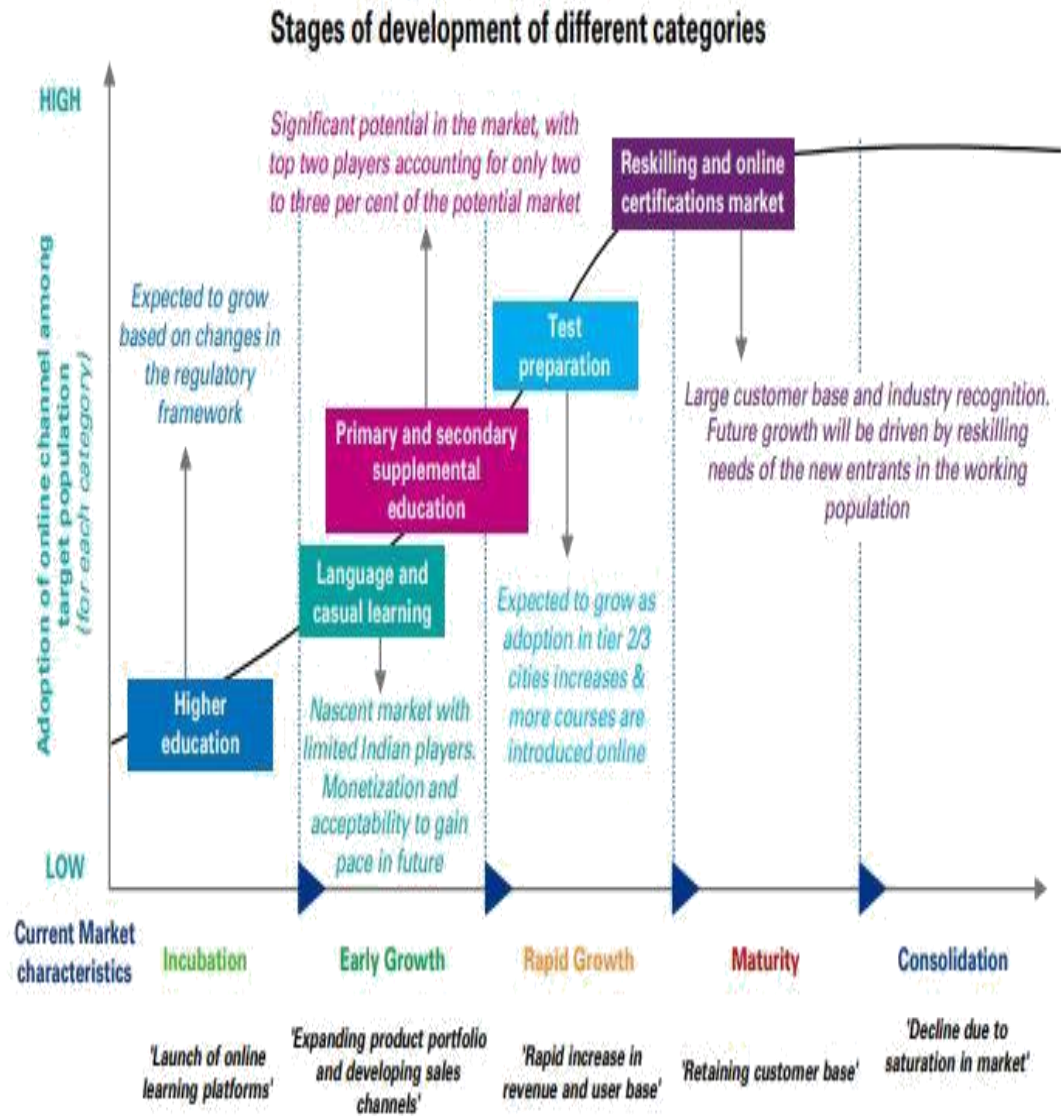 Stages of development of different categories
HIGH
Adoption of online channel among
target population
(for each category)
LOW
Significant potential in the market, with
top two players accounting for only two
to three per cent of the potential market
Reskilling and online
certifications market
Expected to grow
based on changes in
the regulatory
framework
Test
preparation
Large customer base and industry recognition.
Future growth will be driven by reskilling
needs of the new entrants in the working
population
Primary and secondary
supplemental
education
Language and
casual learning
Expected to grow as
adoption in tier 2/3
cities increases &
more courses are
introduced online
Higher
education
Nascent market with
limited Indian players.
Monetization and
acceptability to gain
pace in future
Current Market
characteristics
Incubation
Early Growth
Rapid Growth
Maturity
Consolidation
'Launch of online
learning platforms'
'Expanding product portfolio
and developing sales
channels'
'Rapid increase in
revenue and user base'
'Retaining customer base'
'Decline due to
saturation in market'